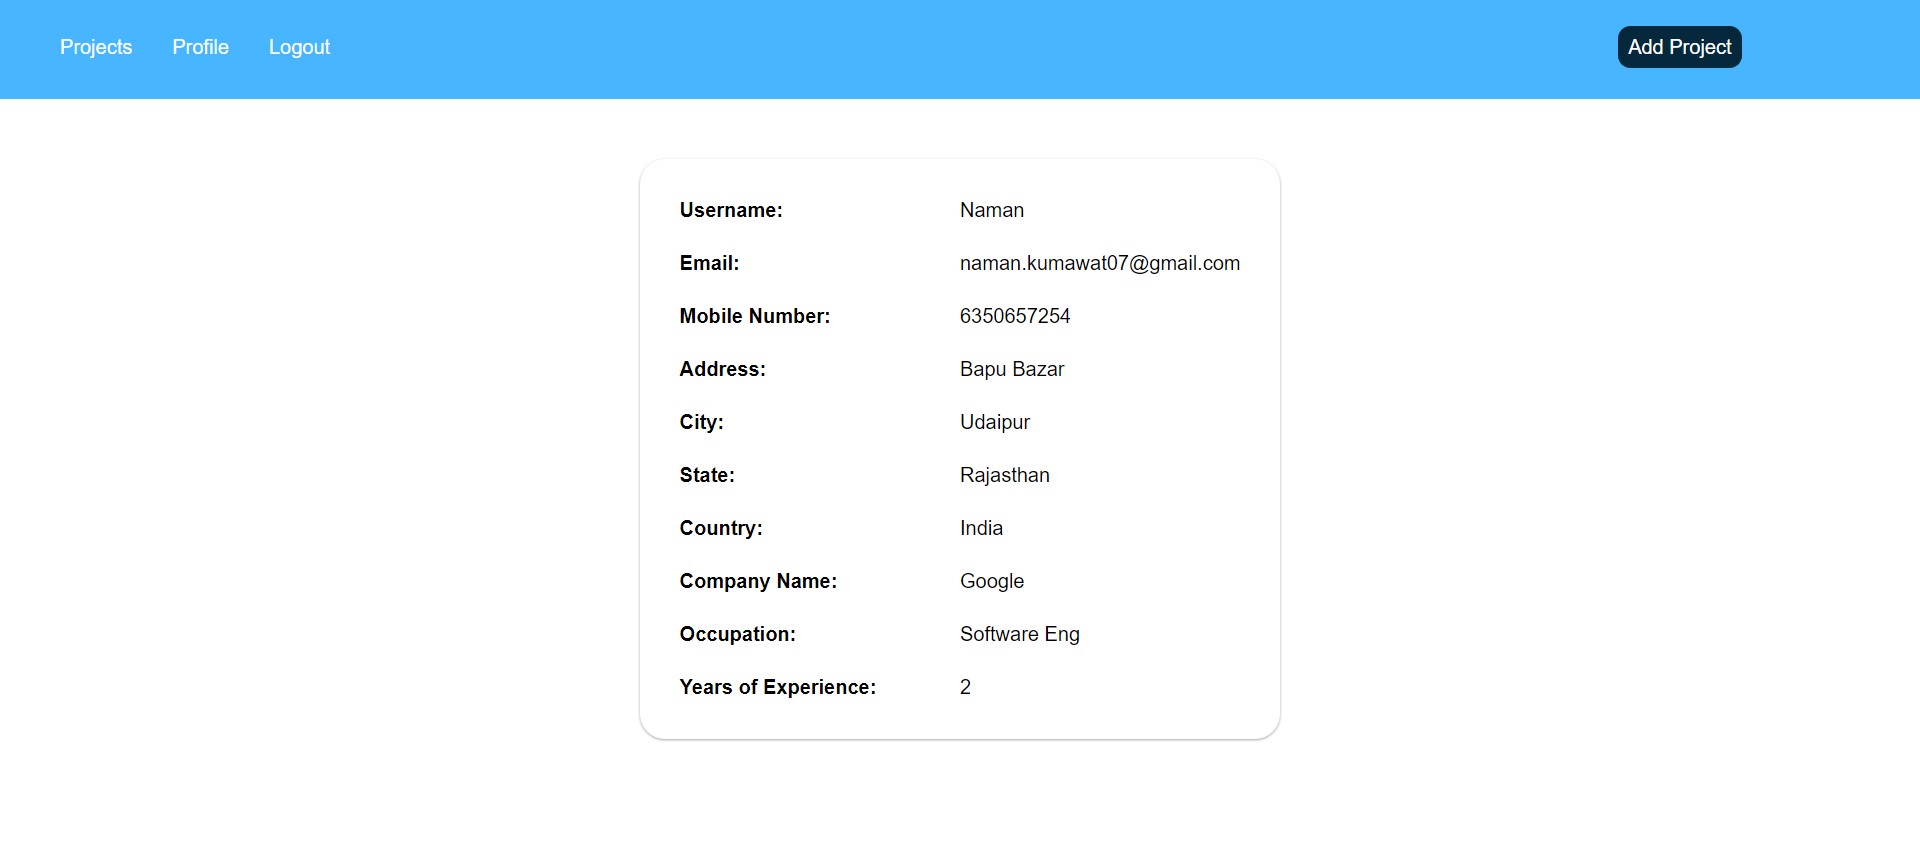 Projects Profile Logout Add Project
Username: Naman
Email: naman.kumawat07@gmail.com
Mobile Number: 6350657254
Address: Bapu Bazar
City: Udaipur
State: Rajasthan
Country: India
Company Name: Google
Occupation: Software Eng
Years of Experience: 2